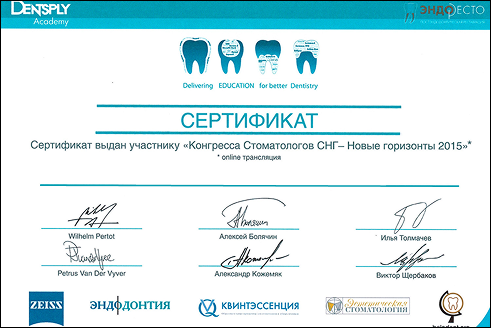 DENTSPLY
Academy
ЭНДОРЕСТО
Delivering EDUCATION for better Dentistry
СЕРТИФИКАТ
Сертификат выдан участнику «Конгресса Стоматологов СНГ– Новые горизонты 2015»*
* online трансляция
Wilhelm Pertot
Алексей Болячин
Илья Толмачев
Petrus Van Der Vyver
Александр Кожемяк
Виктор Щербаков
ZEISS
ЭНДОДОНТИЯ
КВИНТЭССЕНЦИЯ
Эстетическая
СТОМАТОЛОГИЯ